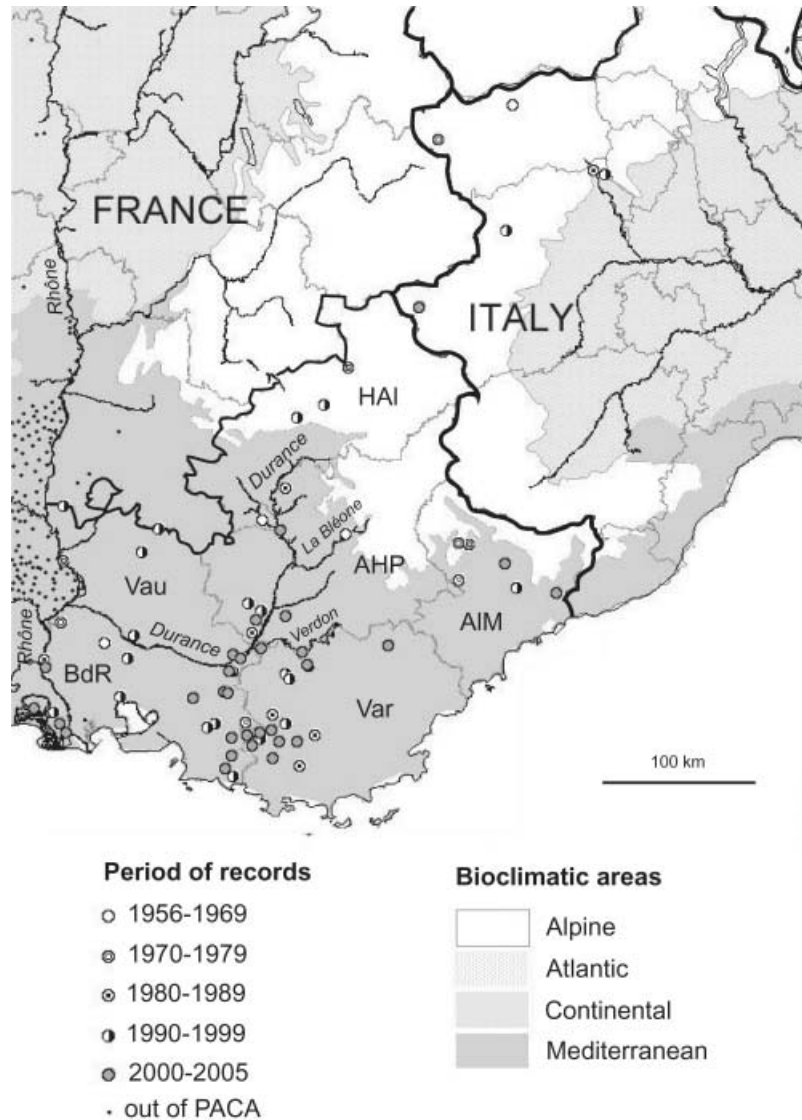 FRANCE
Rhône
ITALY
HAI
Durance
La Bléone
AHP
Vau
AlM
Verdon
Durance
Rhône
BdR
Var
100 km
Period of records
1956-1969
1970-1979
1980-1989
1990-1999
2000-2005
out of PACA
Bioclimatic areas
Alpine
Atlantic
Continental
Mediterranean